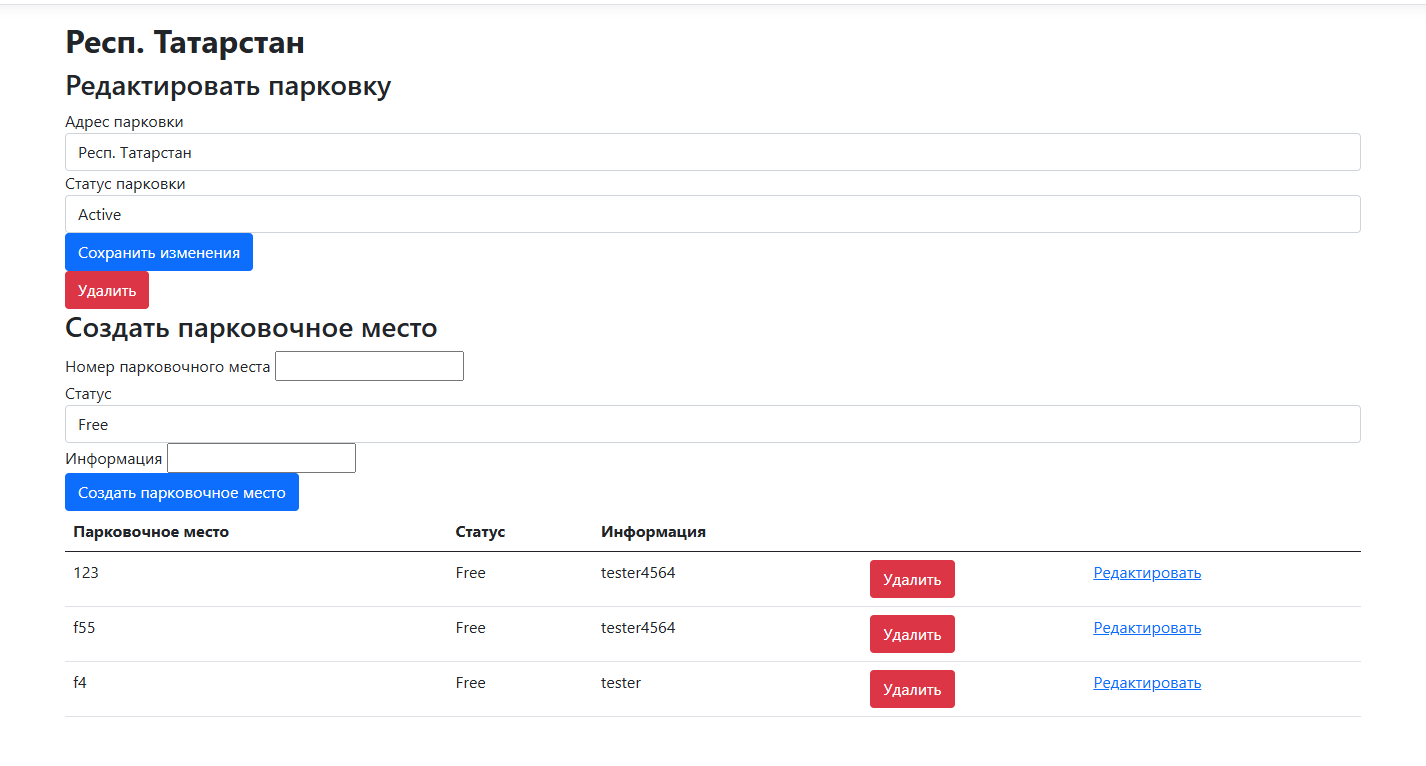 Респ. Татарстан
Редактировать парковку
Адрес парковки
Респ. Татарстан
Статус парковки
Active
Сохранить изменения
Удалить
Создать парковочное место
Номер парковочного места
Статус
Free
Информация
Создать парковочное место
Парковочное место Статус Информация
123 Free tester4564 Удалить Редактировать
f55 Free tester4564 Удалить Редактировать
f4 Free tester Удалить Редактировать